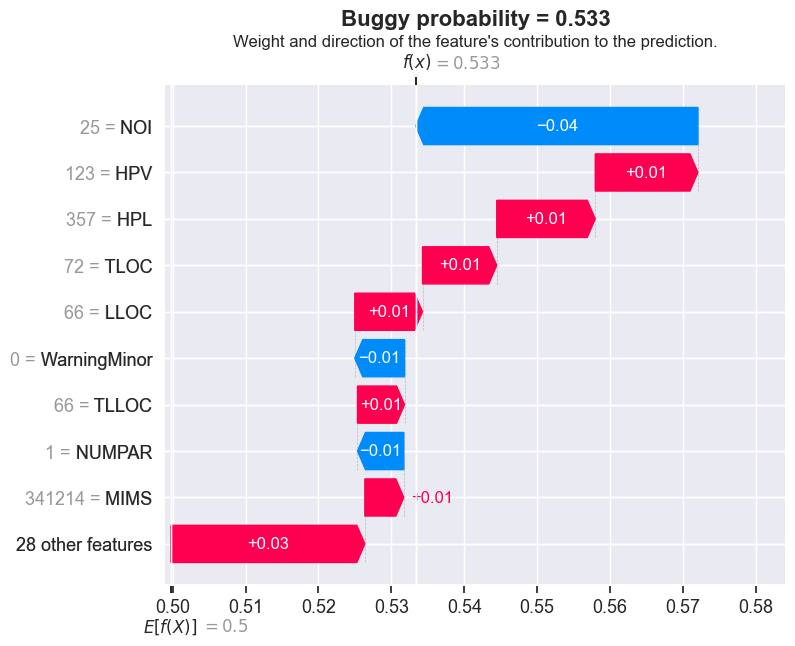 Buggy probability = 0.533
Weight and direction of the feature's contribution to the prediction.
f(x) = 0.533
25 = NOI
−0.04
123 = HPV
+0.01
357 = HPL
+0.01
72 = TLOC
+0.01
66 = LLOC
+0.01
0 = WarningMinor
−0.01
66 = TLLOC
+0.01
1 = NUMPAR
−0.01
341214 = MIMS
+0.01
28 other features
+0.03
0.50 0.51 0.52 0.53 0.54 0.55 0.56 0.57 0.58
E[f(X)] = 0.5